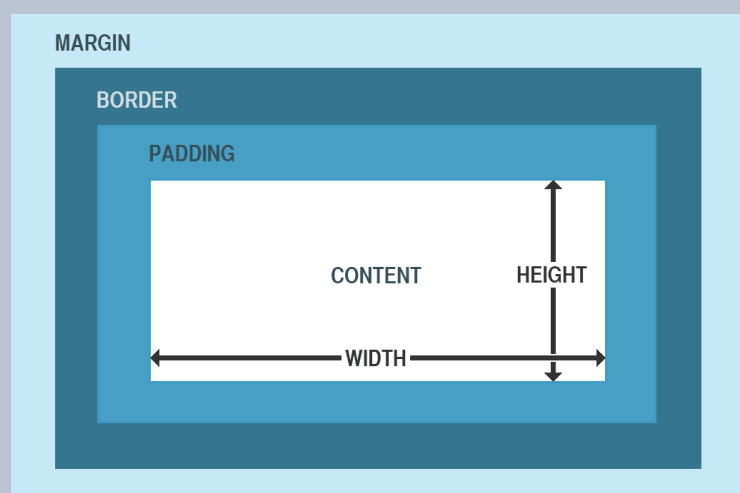 MARGIN
BORDER
PADDING
CONTENT
HEIGHT
WIDTH